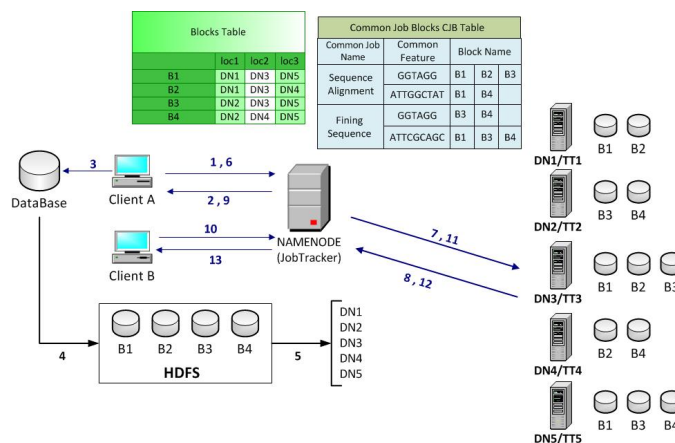 Blocks Table
loc1 loc2 loc3
B1 DN1 DN3 DN5
B2 DN1 DN3 DN4
B3 DN2 DN3 DN5
B4 DN2 DN4 DN5
Common Job Blocks CJB Table
Common Job Name Common Feature Block Name
Sequence Alignment GGTAGG B1 B2 B3
ATTGGCTAT B1 B4
Fining Sequence GGTAGG B3 B4
ATTCGCAGC B1 B3 B4
DataBase
3
Client A
1 , 6
2 , 9
Client B
10
13
NAMENODE
(JobTracker)
7 , 11
8 , 12
4
B1 B2 B3 B4
HDFS
5
DN1
DN2
DN3
DN4
DN5
DN1/TT1
B1 B2
DN2/TT2
B3 B4
DN3/TT3
B1 B2 B3
DN4/TT4
B2 B4
DN5/TT5
B1 B3 B4